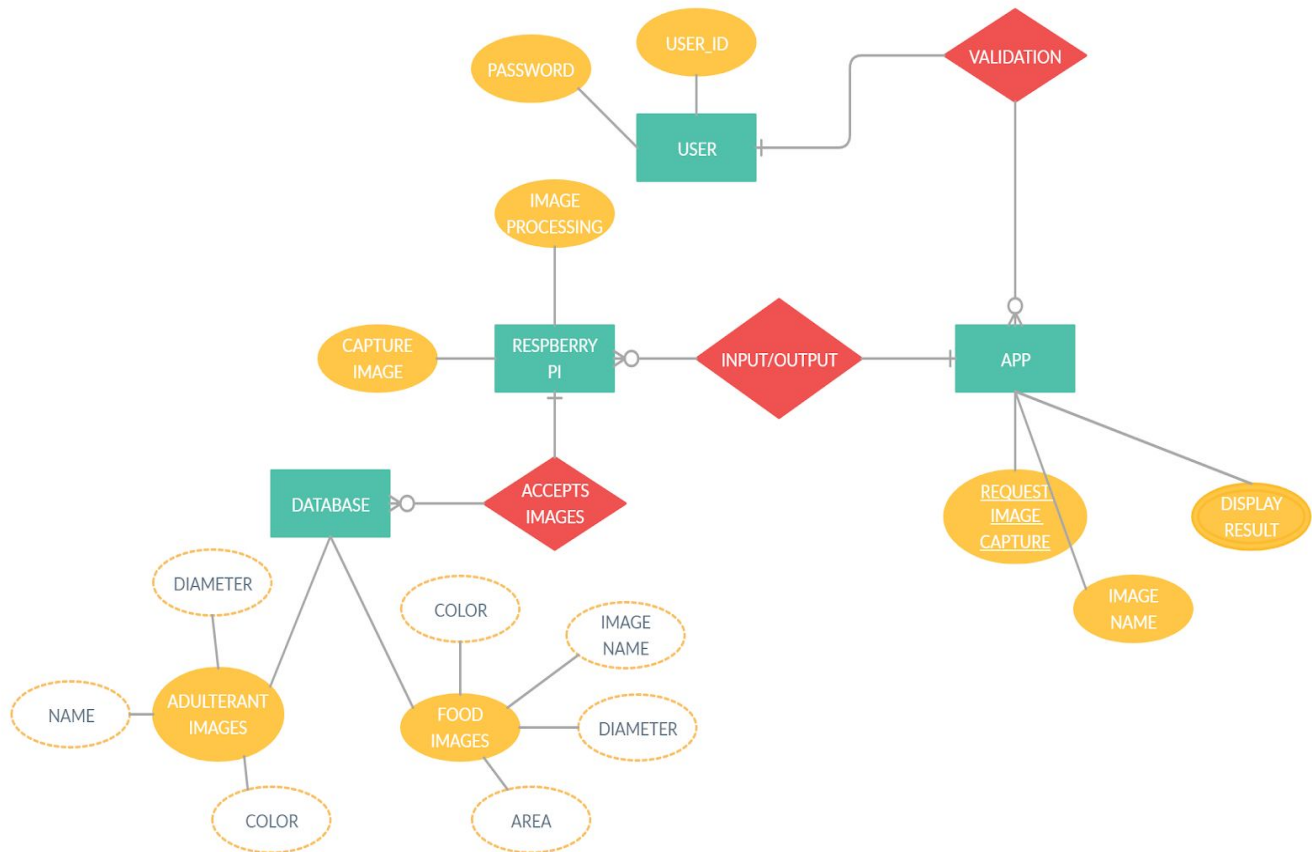 USER_ID
VALIDATION
PASSWORD
USER
IMAGE
PROCESSING
CAPTURE
IMAGE
RESPBERRY
PI
INPUT/OUTPUT
APP
DATABASE
ACCEPTS
IMAGES
REQUEST
IMAGE
CAPTURE
DISPLAY
RESULT
IMAGE
NAME
DIAMETER
COLOR
IMAGE
NAME
NAME
ADULTERANT
IMAGES
FOOD
IMAGES
DIAMETER
COLOR
AREA